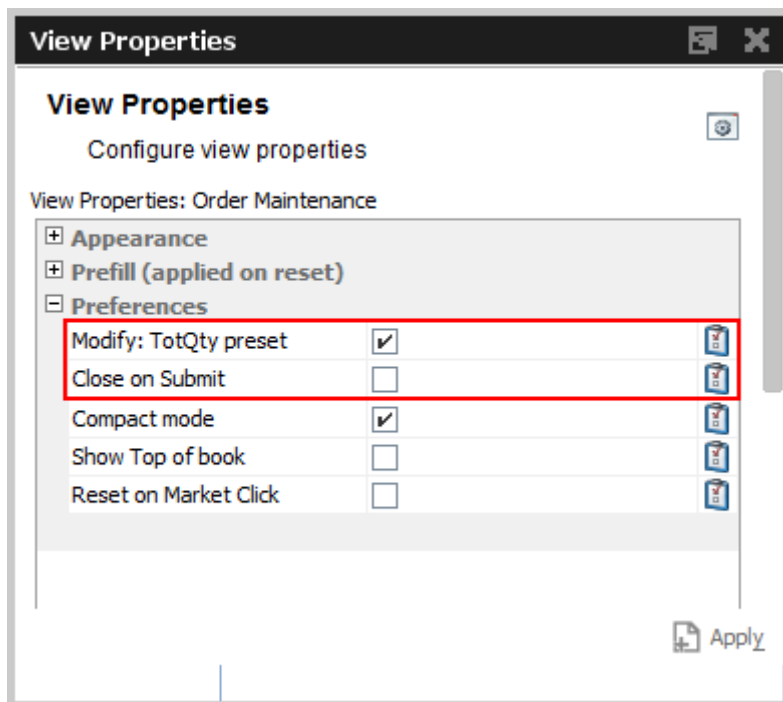 View Properties
View Properties
Configure view properties
View Properties: Order Maintenance
Appearance
Prefill (applied on reset)
Preferences
Modify: TotQty preset
Close on Submit
Compact mode
Show Top of book
Reset on Market Click
Apply